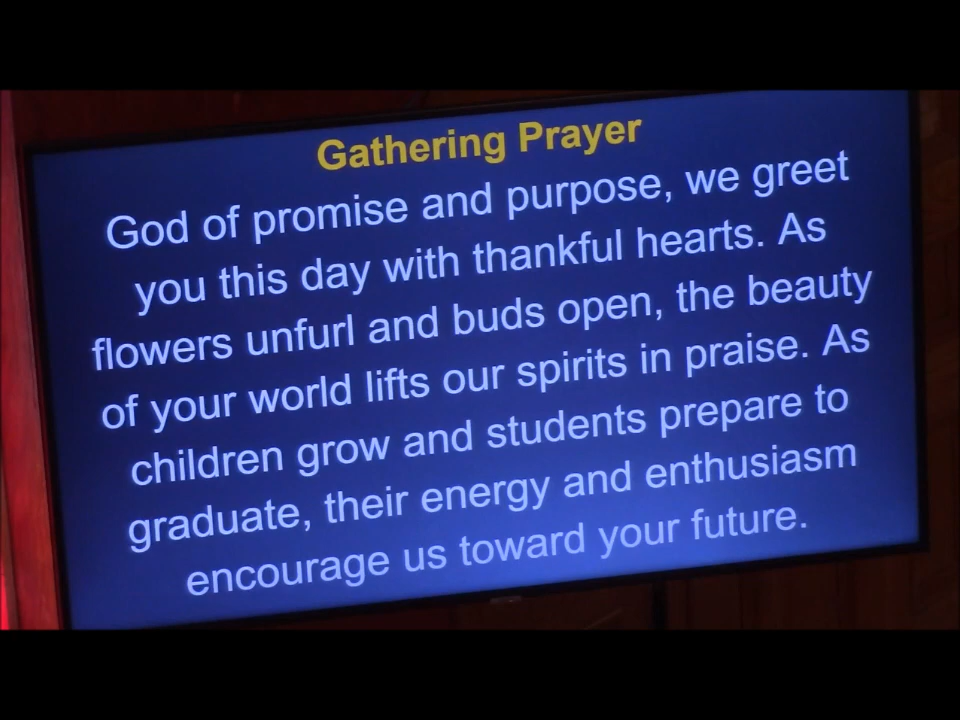 Gathering Prayer
God of promise and purpose, we greet
you this day with thankful hearts. As
flowers unfurl and buds open, the beauty
of your world lifts our spirits in praise. As
children grow and students prepare to
graduate, their energy and enthusiasm
encourage us toward your future.